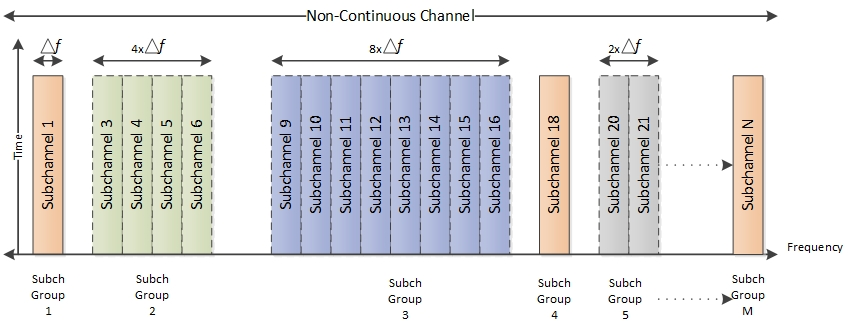 Non-Continuous Channel
△f
4x△f
8x△f
2x△f
Time
Subchannel 1
Subchannel 3
Subchannel 4
Subchannel 5
Subchannel 6
Subchannel 9
Subchannel 10
Subchannel 11
Subchannel 12
Subchannel 13
Subchannel 14
Subchannel 15
Subchannel 16
Subchannel 18
Subchannel 20
Subchannel 21
Subchannel N
Frequency
Subch
Group
1
Subch
Group
2
Subch
Group
3
Subch
Group
4
Subch
Group
5
Subch
Group
M